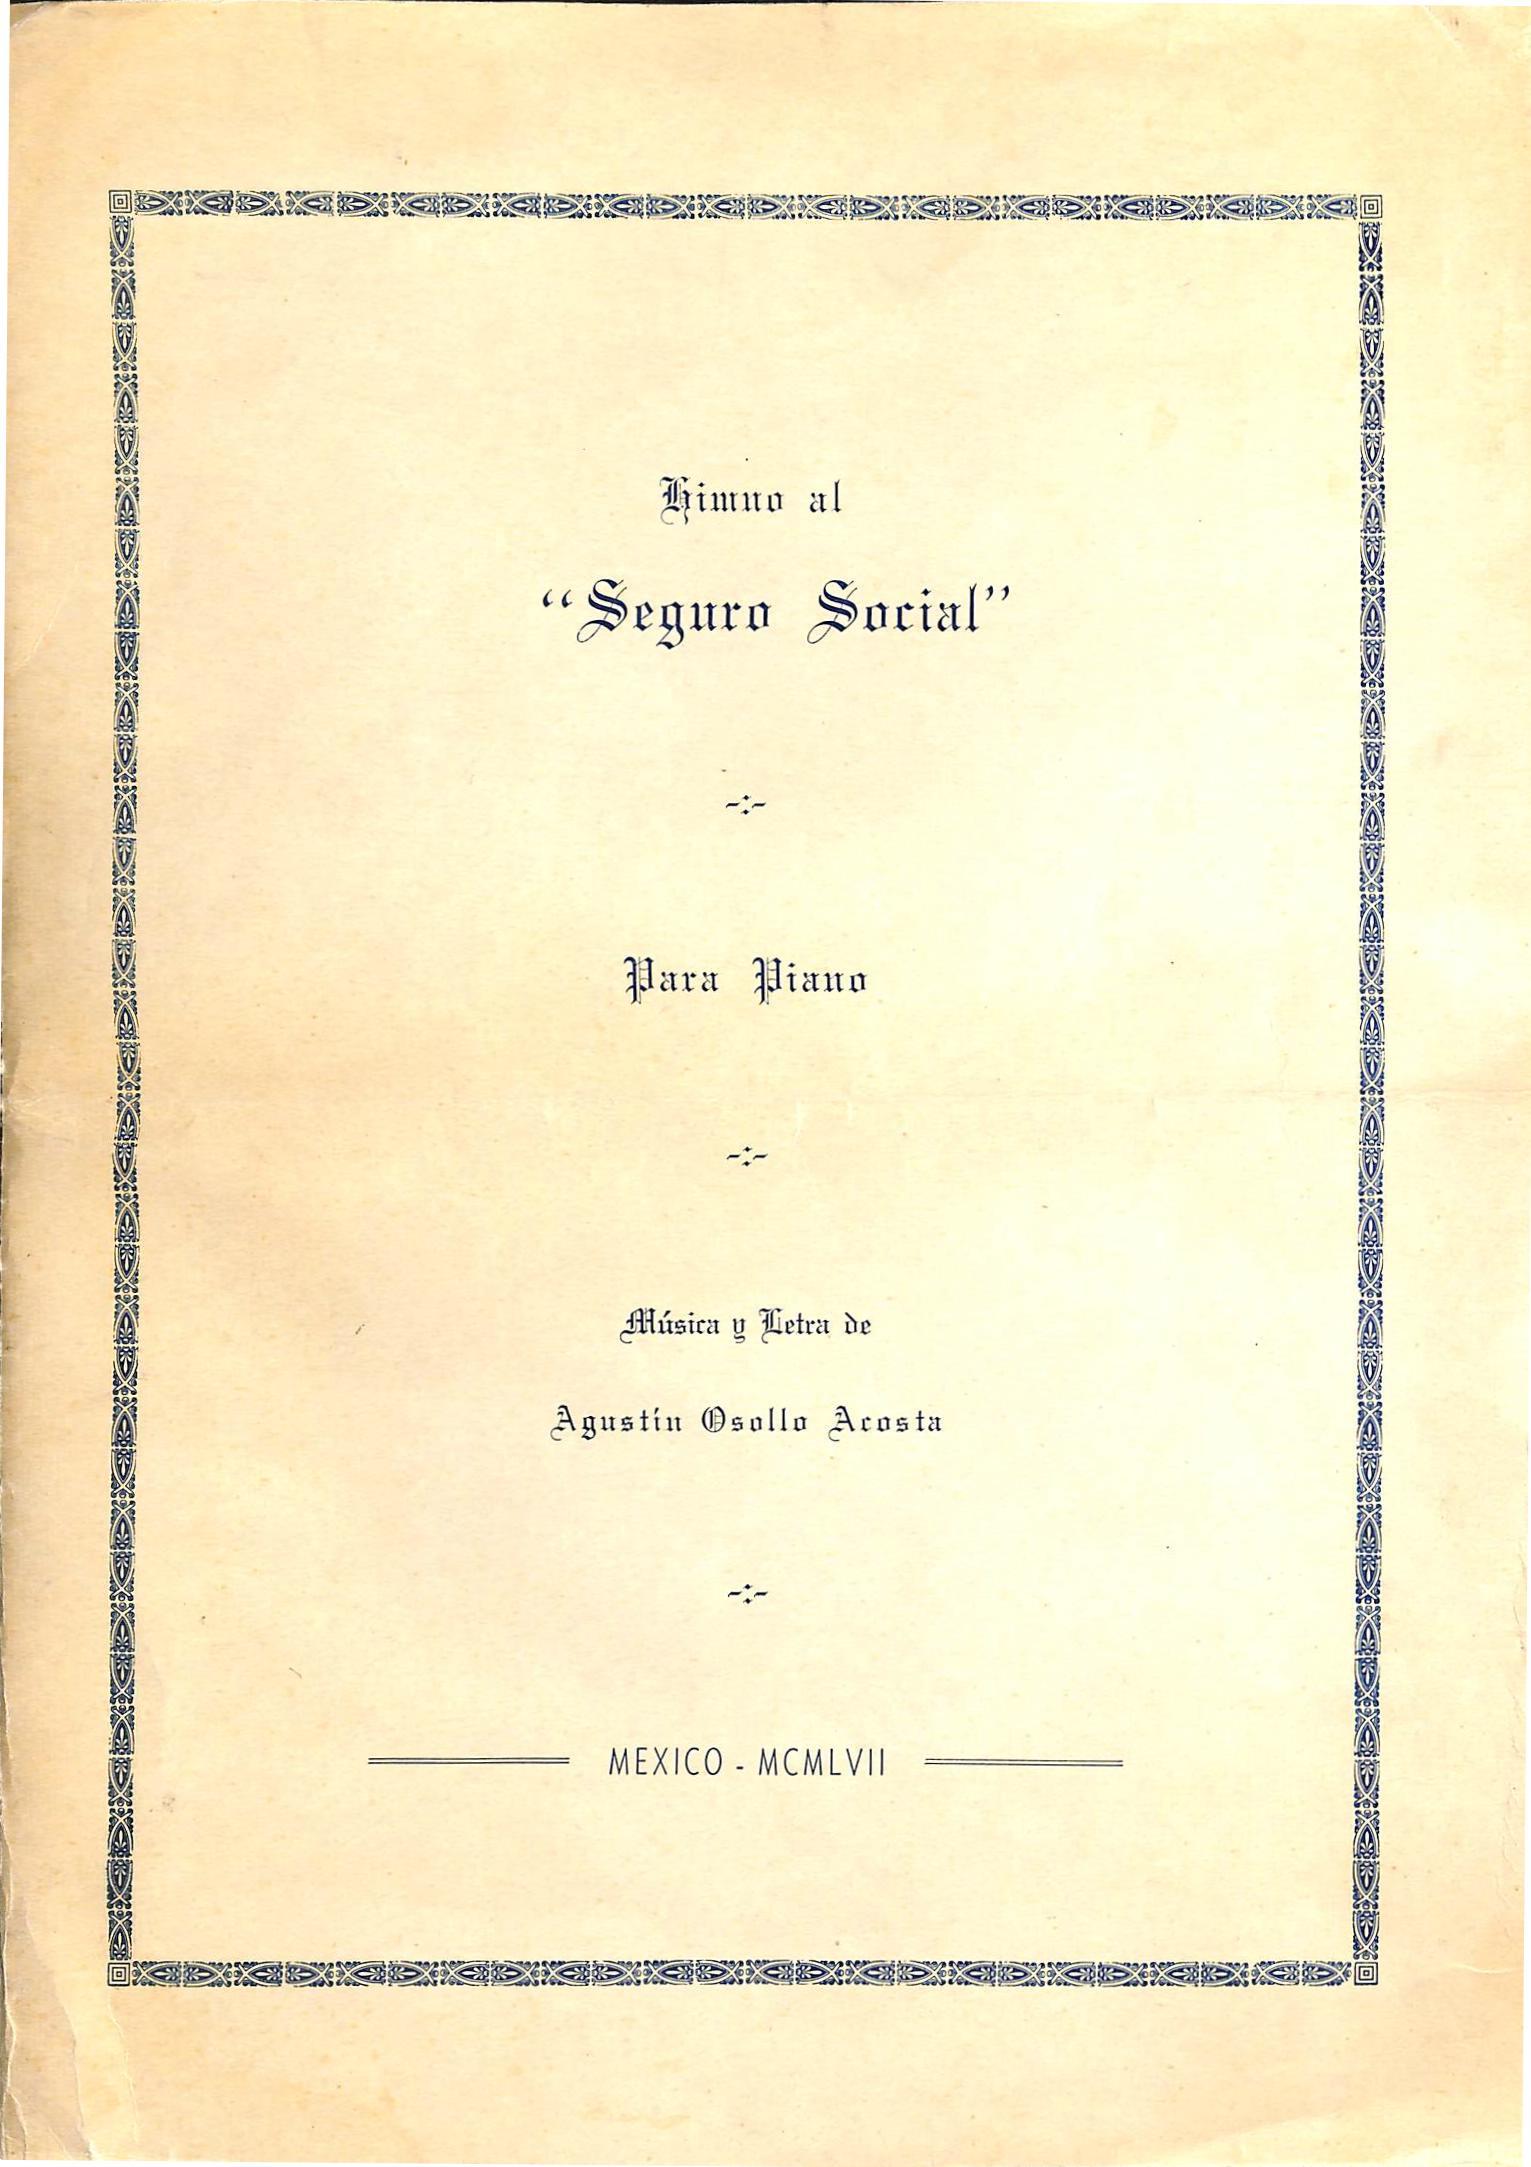 Himno al
“Seguro Social”
Para Piano
Música y Letra de
Agustín Osollo Acosta
MEXICO - MCMLVII